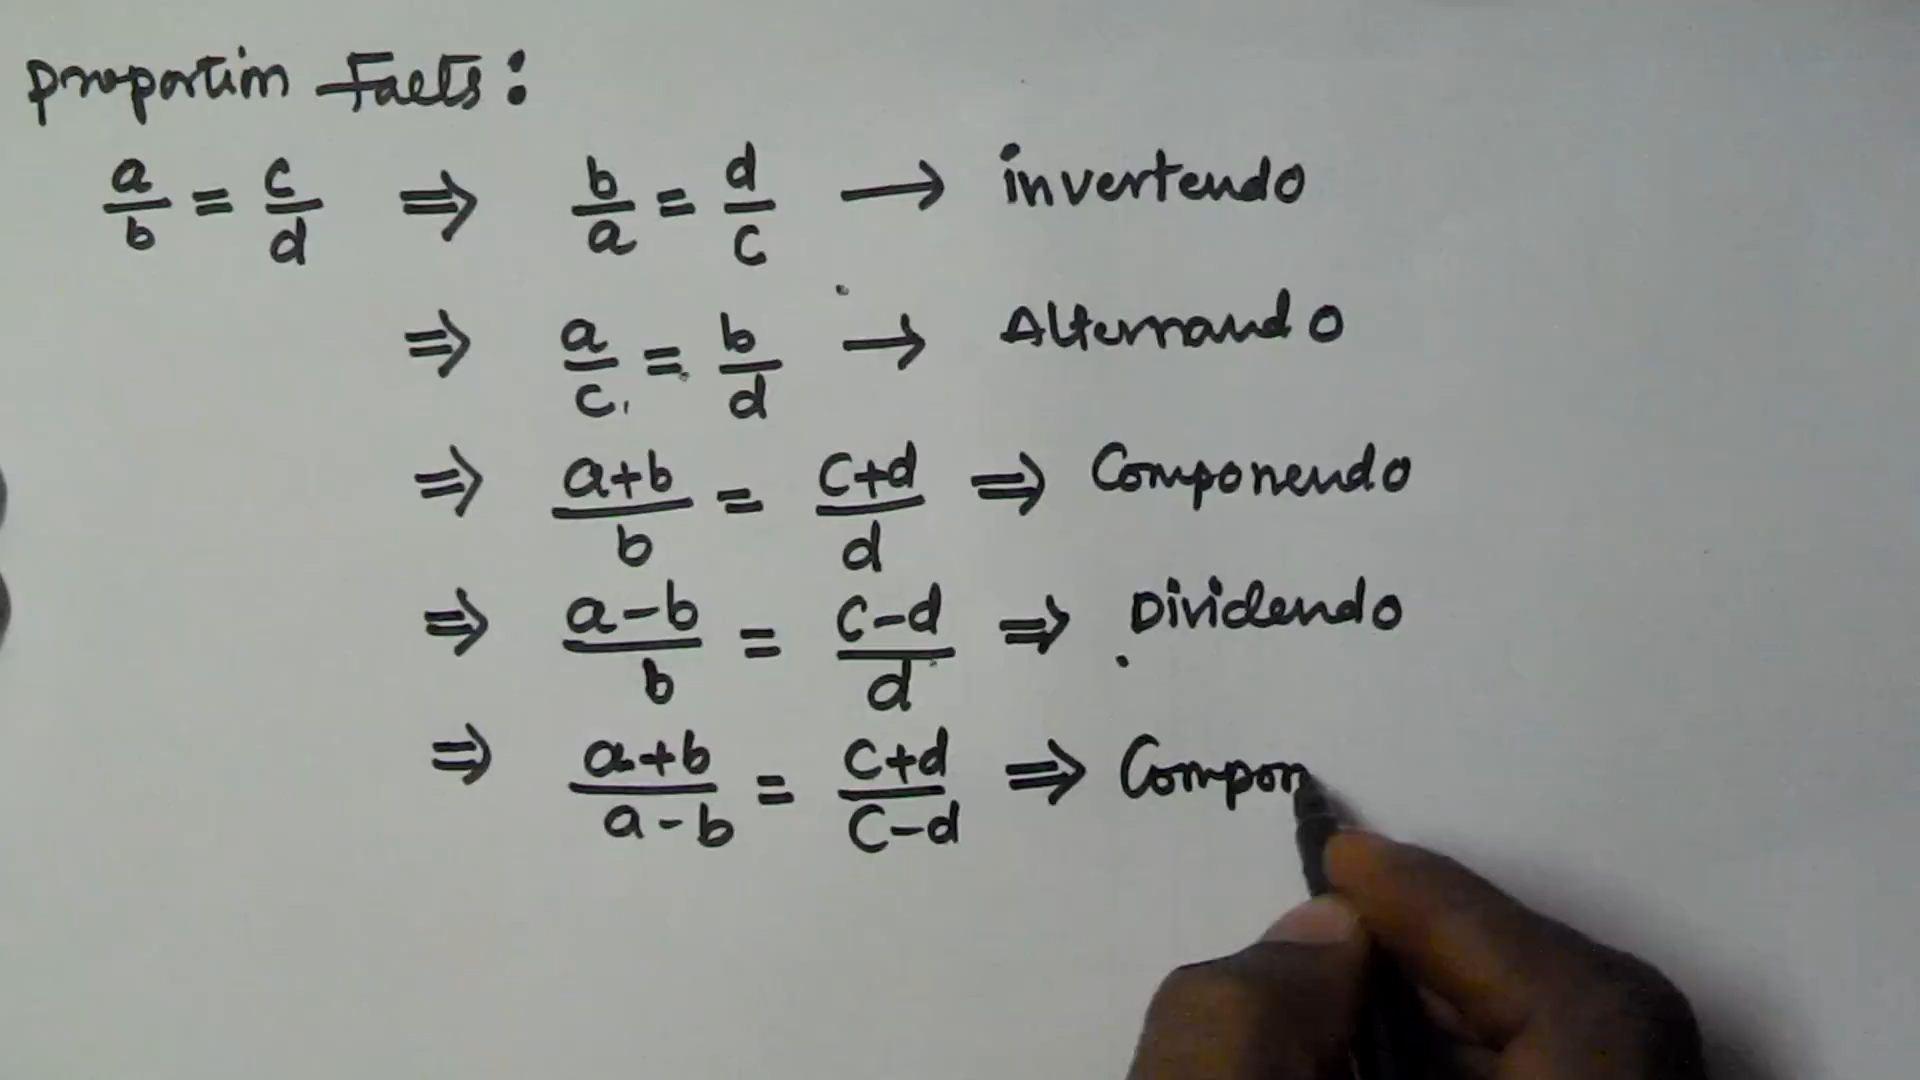 proportion Facts:
a/b = c/d ⇒ b/a = d/c → invertendo
⇒ a/c = b/d → Alternando
⇒ a+b/b = c+d/d ⇒ Componendo
⇒ a-b/b = c-d/d ⇒ Dividendo
⇒ a+b/a-b = c+d/c-d ⇒ Compon